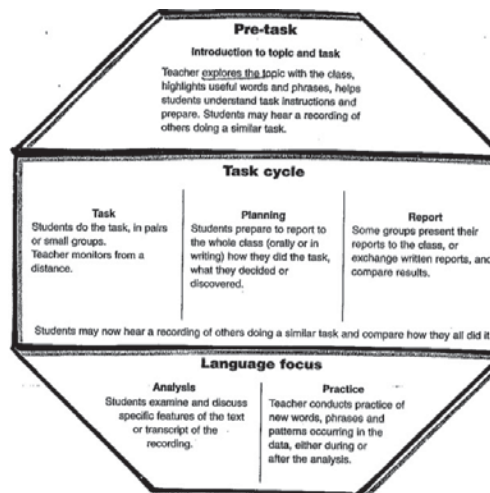 Pre-task
Introduction to topic and task
Teacher explores the topic with the class,
highlights useful words and phrases, helps
students understand task instructions and
prepare. Students may hear a recording of
others doing a similar task.
Task cycle
Task
Students do the task, in pairs
or small groups.
Teacher monitors from a
distance.
Planning
Students prepare to report to
the whole class (orally or in
writing) how they did the task,
what they decided or
discovered.
Report
Some groups present their
reports to the class, or
exchange written reports, and
compare results.
Students may now hear a recording of others doing a similar task and compare how they all did it
Language focus
Analysis
Students examine and discuss
specific features of the text
or transcript of the
recording.
Practice
Teacher conducts practice of
new words, phrases and
patterns occurring in the
data, either during or
after the analysis.